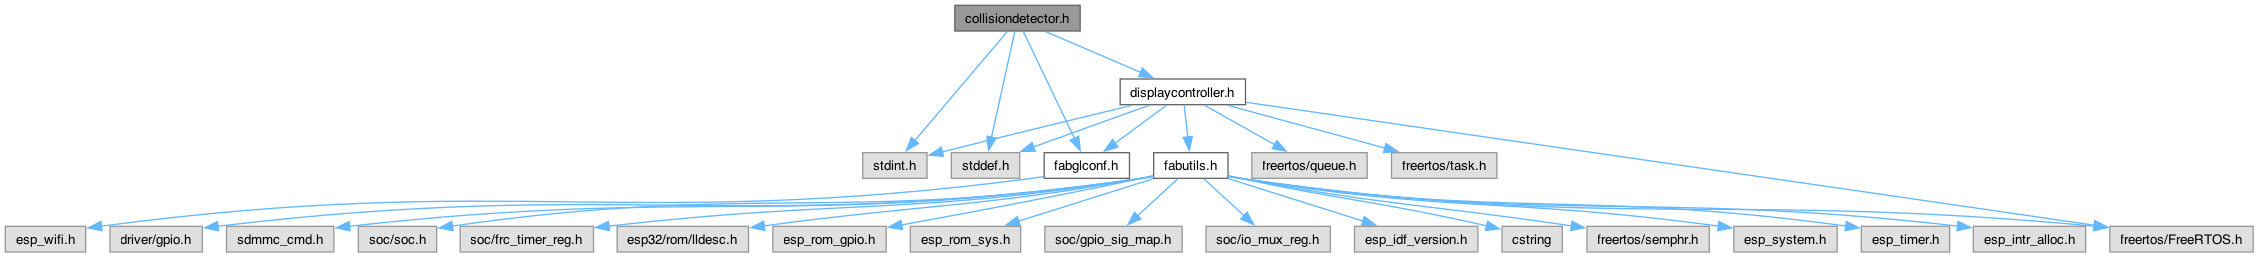 collisiondetector.h
displaycontroller.h
stdint.h
stddef.h
fabglconf.h
fabutils.h
freertos/queue.h
freertos/task.h
esp_wifi.h
driver/gpio.h
sdmmc_cmd.h
soc/soc.h
soc/frc_timer_reg.h
esp32/rom/lldesc.h
esp_rom_gpio.h
esp_rom_sys.h
soc/gpio_sig_map.h
soc/io_mux_reg.h
esp_idf_version.h
cstring
freertos/semphr.h
esp_system.h
esp_timer.h
esp_intr_alloc.h
freertos/FreeRTOS.h